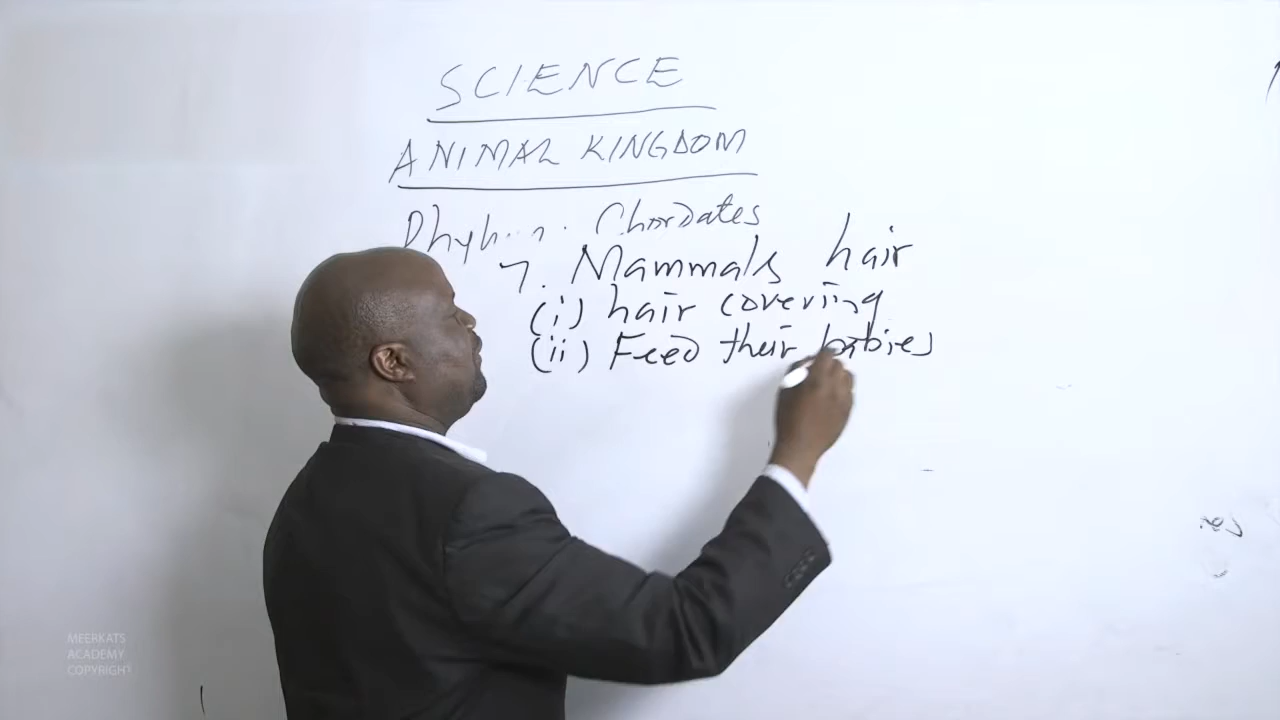 SCIENCE
ANIMAL KINGDOM
Chordates
7. Mammals hair
(i) hair covering
(ii) Feed their babies
MEERKATS
ACADEMY
COPYRIGHT